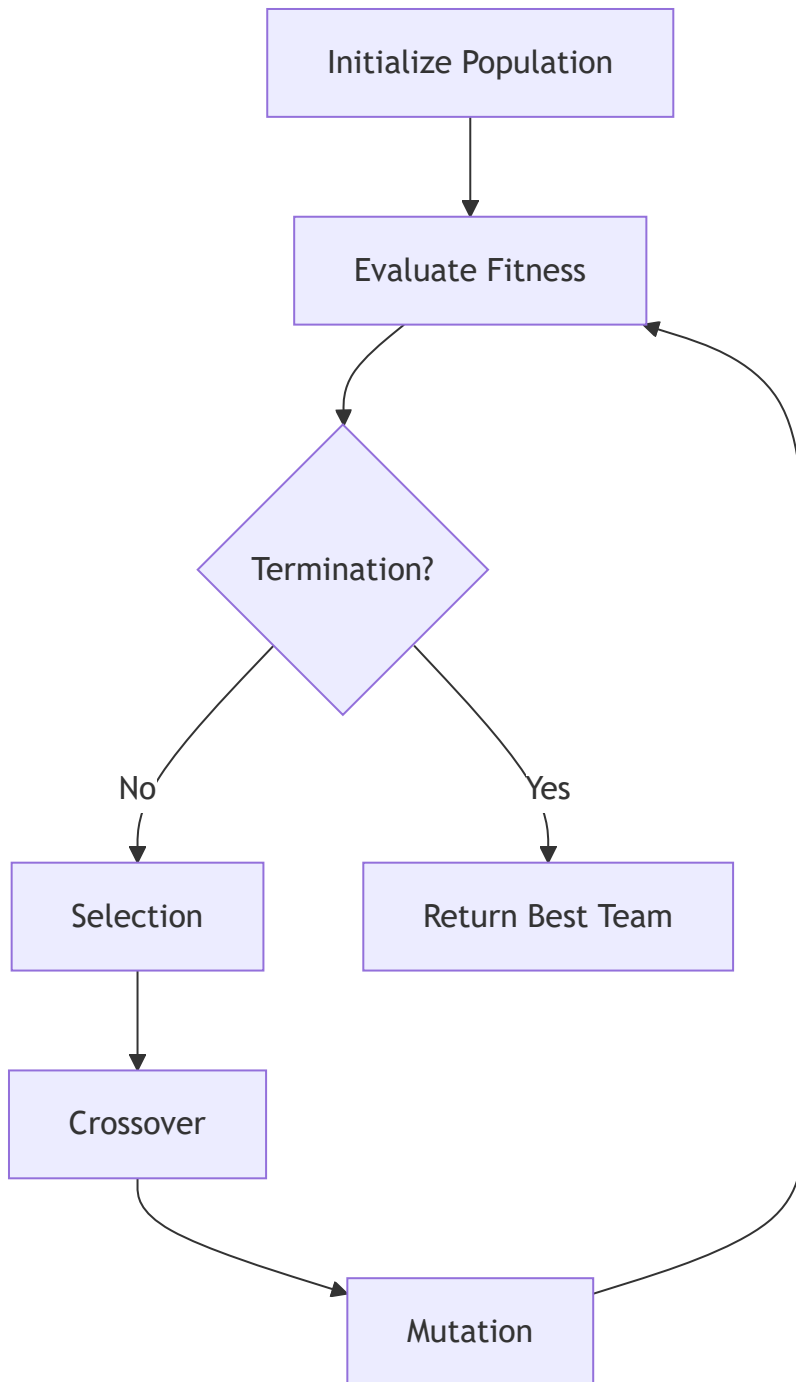 Initialize Population
Evaluate Fitness
Termination?
No
Yes
Selection
Return Best Team
Crossover
Mutation